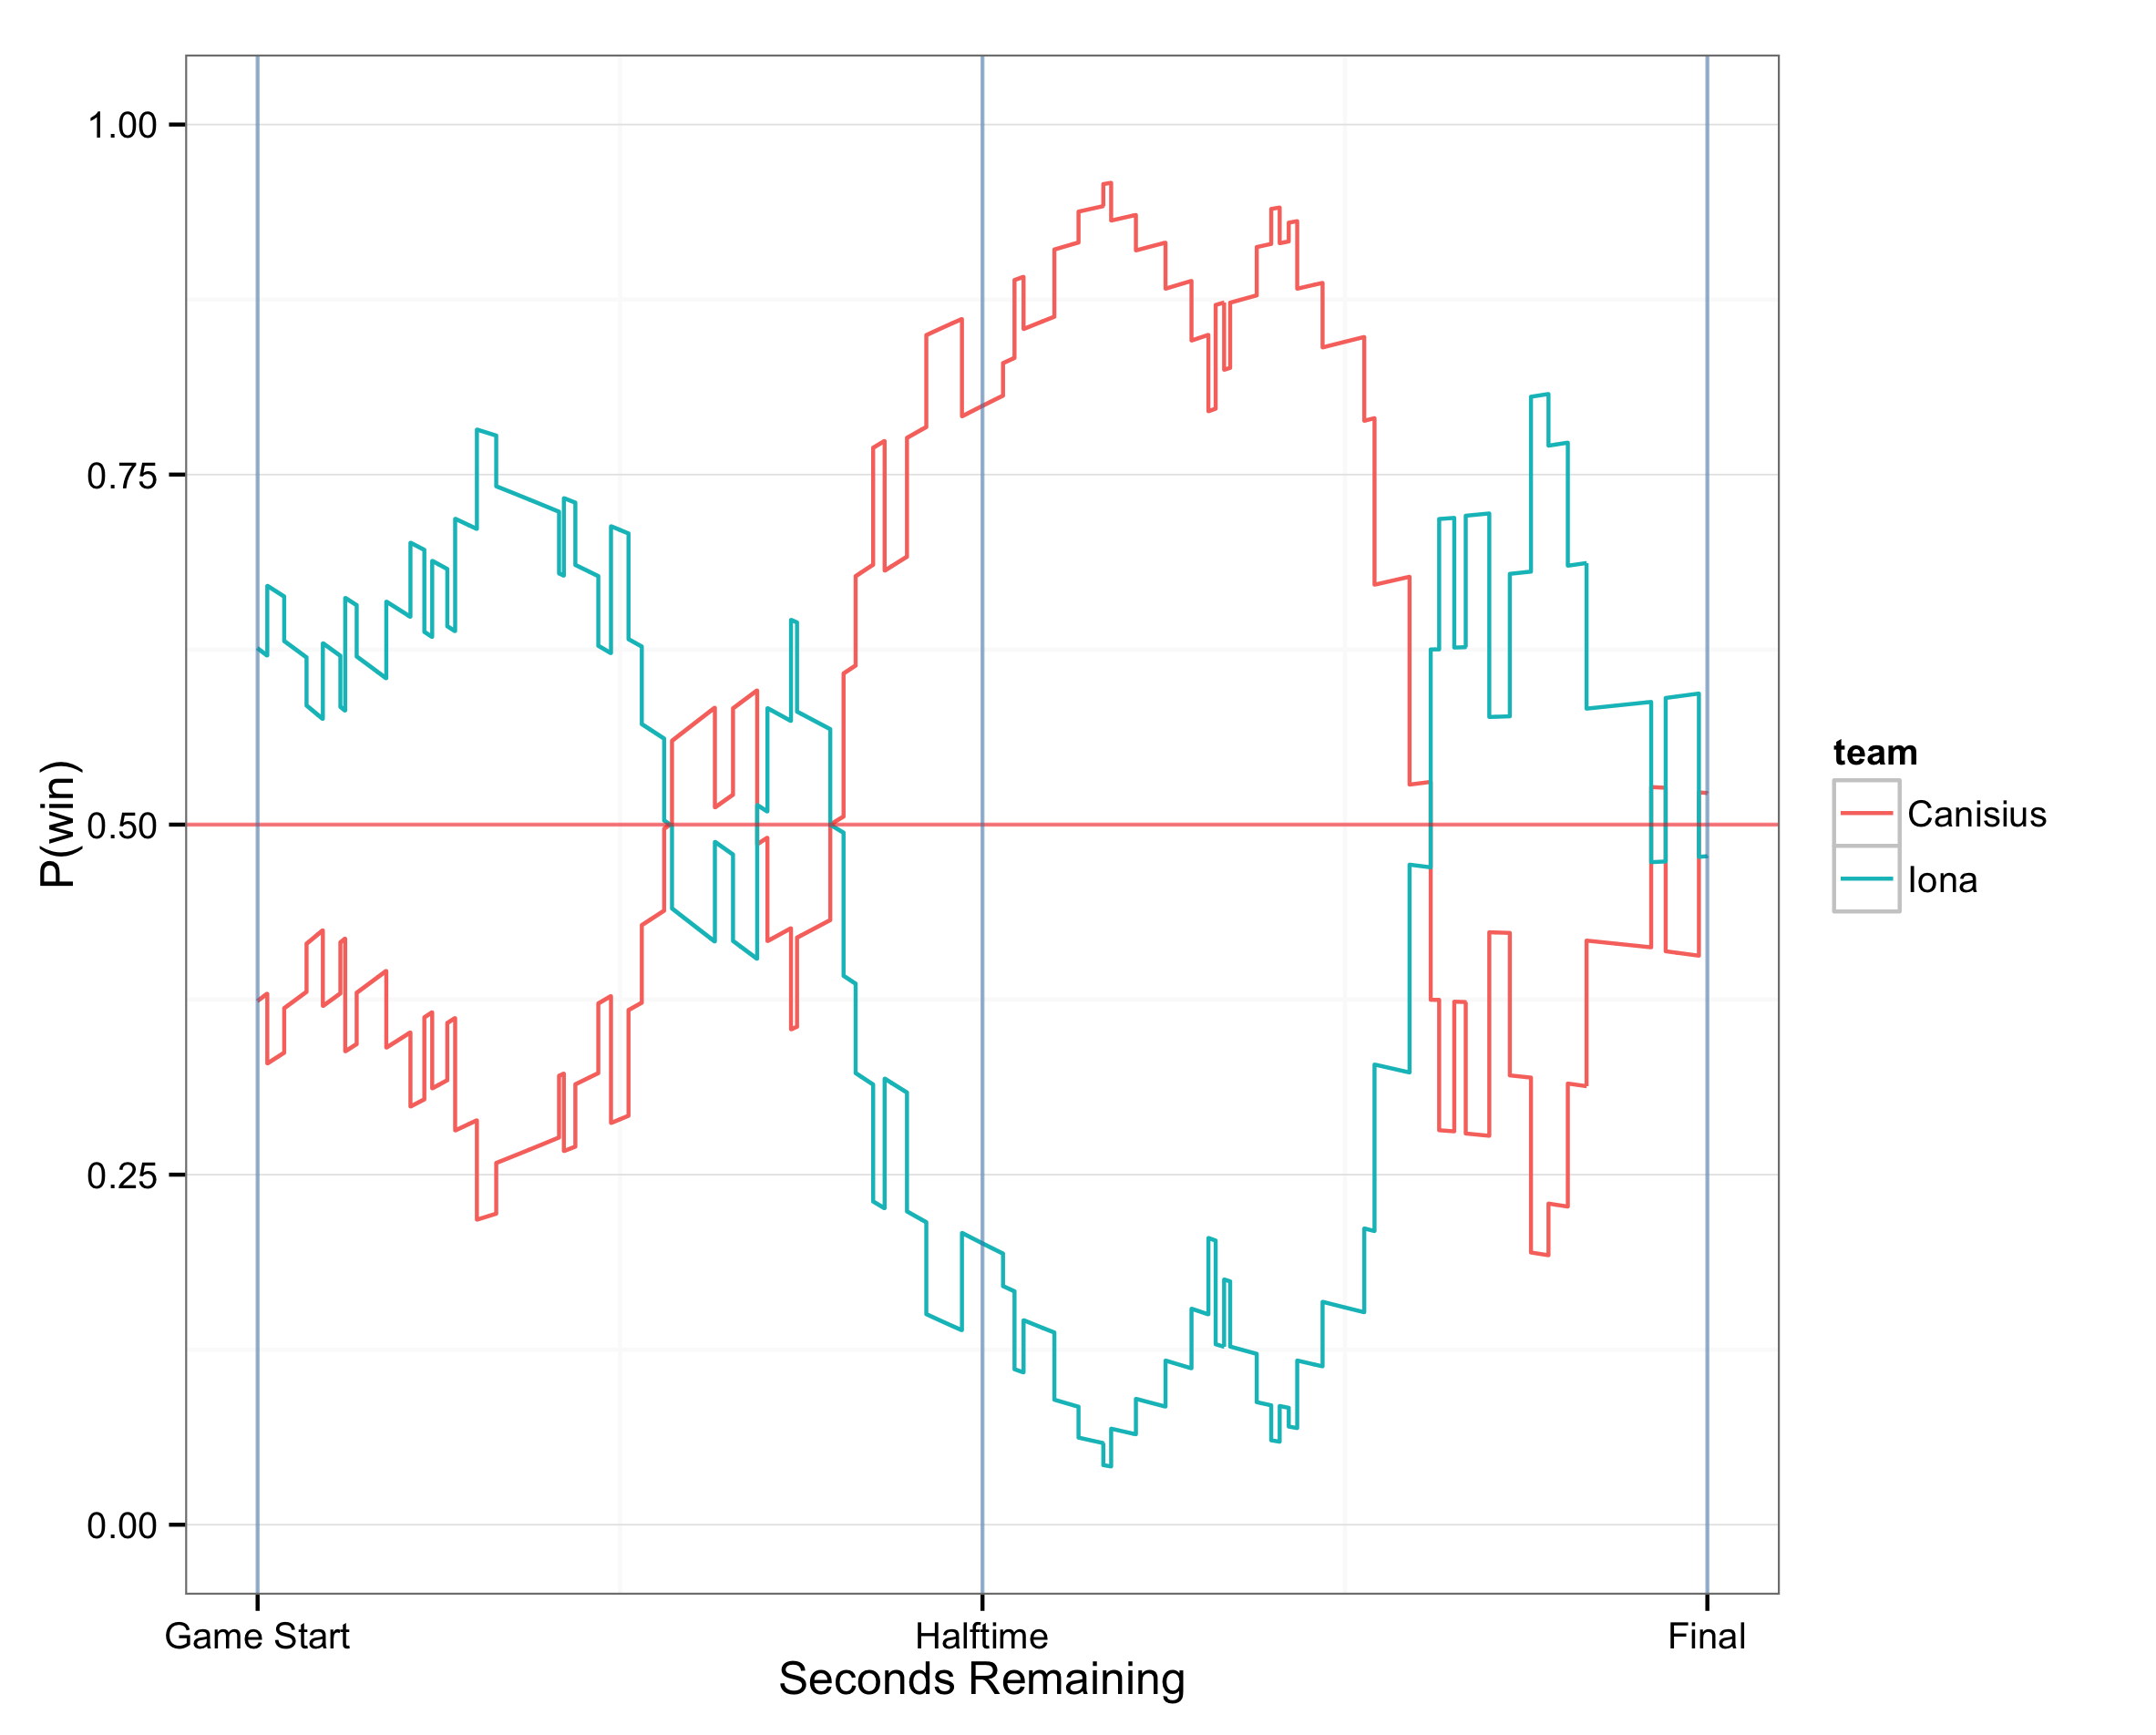 P(win)
1.00
0.75
0.50
0.25
0.00
Game Start
Halftime
Final
Seconds Remaining
team
Canisius
Iona